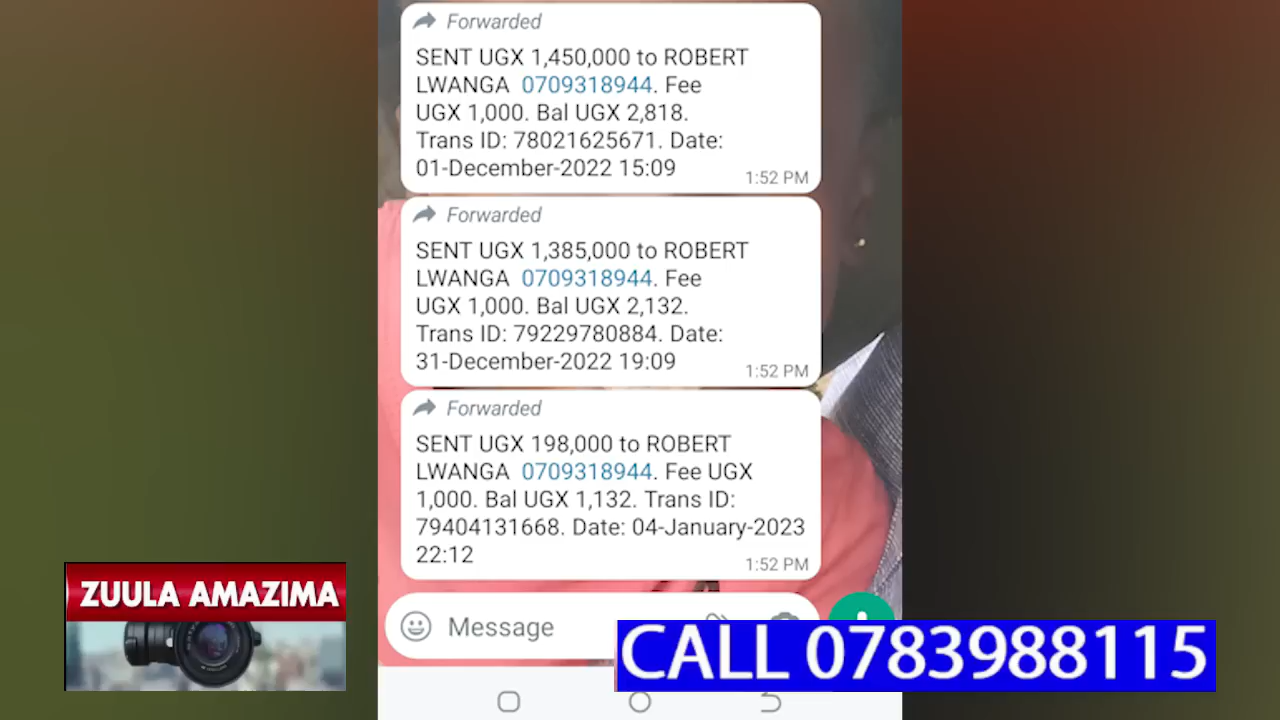 Forwarded
SENT UGX 1,450,000 to ROBERT
LWANGA 0709318944. Fee
UGX 1,000. Bal UGX 2,818.
Trans ID: 78021625671. Date:
01-December-2022 15:09
1:52 PM
Forwarded
SENT UGX 1,385,000 to ROBERT
LWANGA 0709318944. Fee
UGX 1,000. Bal UGX 2,132.
Trans ID: 79229780884. Date:
31-December-2022 19:09
1:52 PM
Forwarded
SENT UGX 198,000 to ROBERT
LWANGA 0709318944. Fee UGX
1,000. Bal UGX 1,132. Trans ID:
79404131668. Date: 04-January-2023
22:12
1:52 PM
Message
ZUULA AMAZIMA
CALL 0783988115